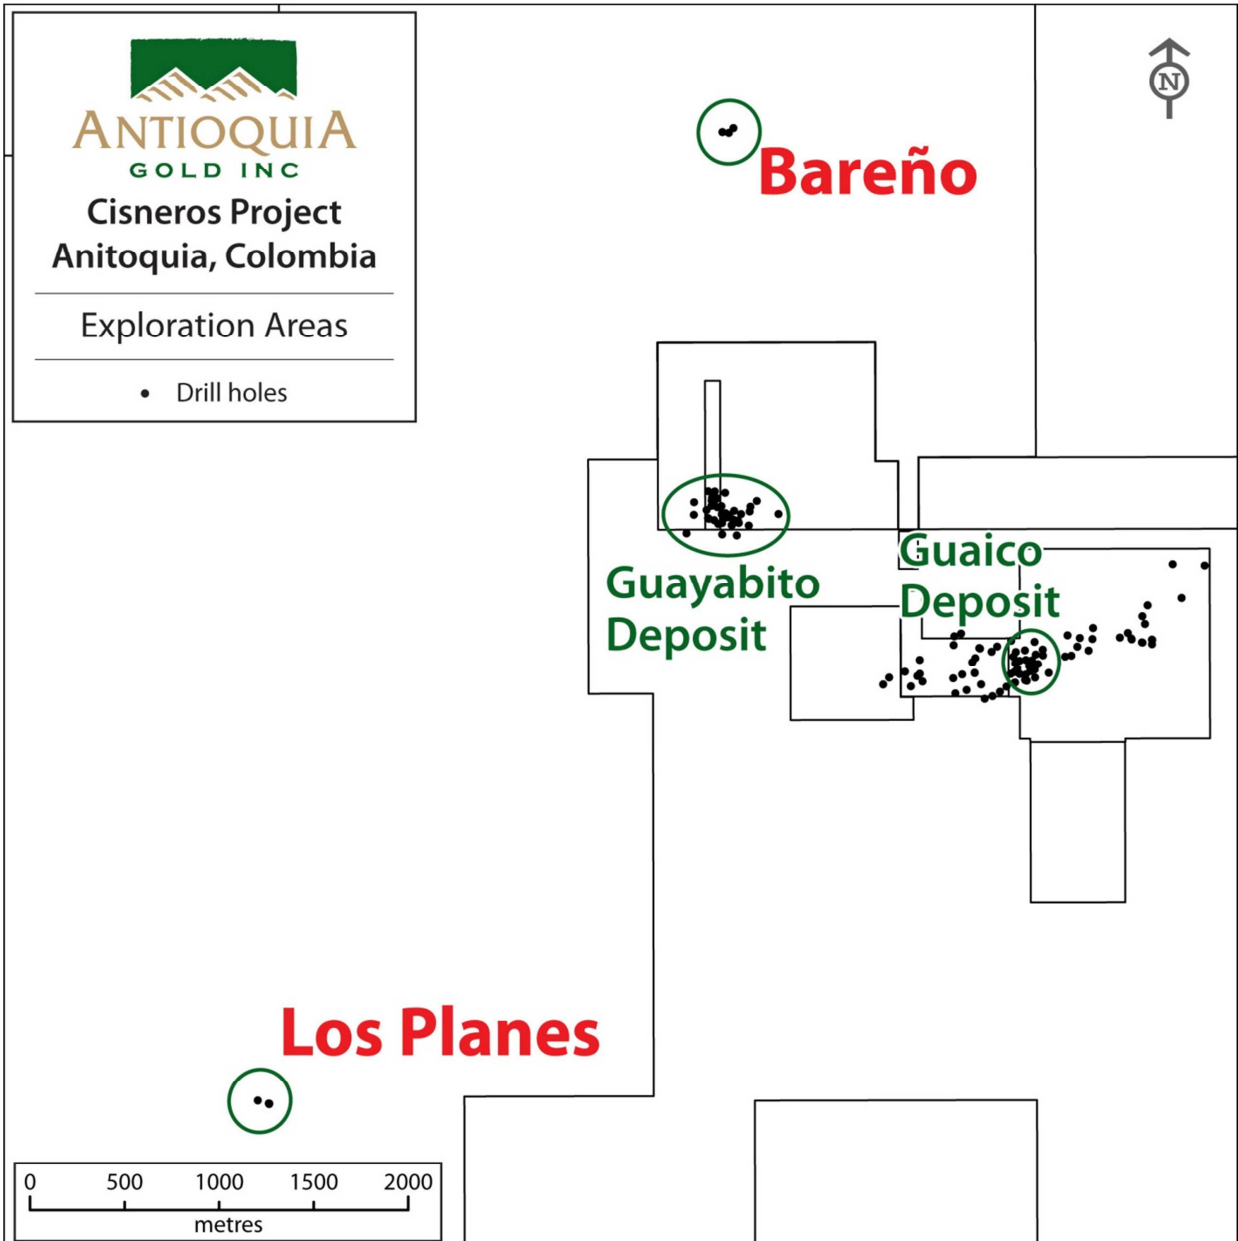 ANTIOQUIA
GOLD INC
Cisneros Project
Anitoquia, Colombia
Exploration Areas
Drill holes
N
Bareño
Guayabito
Deposit
Guaico
Deposit
Los Planes
0 500 1000 1500 2000
metres